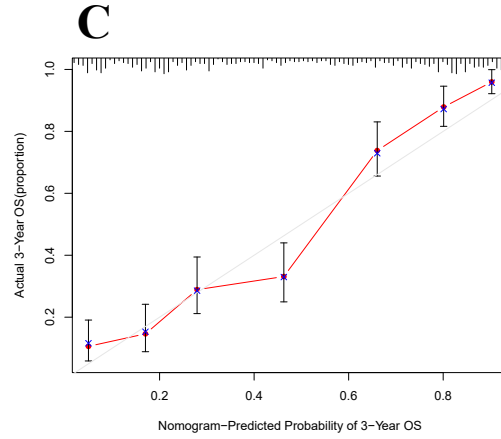 C
1.0
0.8
0.6
0.4
0.2
Actual 3−Year OS(proportion)
0.2 0.4 0.6 0.8
Nomogram−Predicted Probability of 3−Year OS